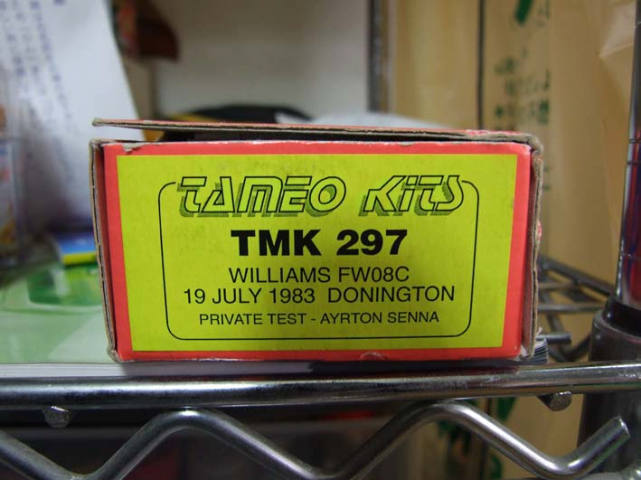 TAMEO KITS
TMK 297
WILLIAMS FW08C
19 JULY 1983 DONINGTON
PRIVATE TEST - AYRTON SENNA